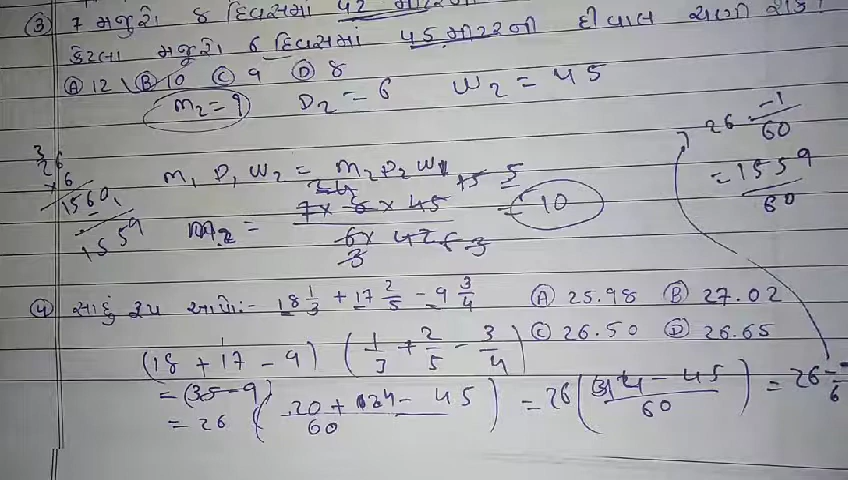 (3) 7 મજૂરો 8 દિવસમાં 42 મીટરની
કેટલા મજૂરો 6 દિવસમાં 45 મીટરની દીવાલ ચણી શકે?
(A) 12 (B) 10 (C) 9 (D) 8
M2 = ? D2 = 6 W2 = 45
M1 D1 W2 = M2 D2 W1
M2 = 7 × 8 × 45 / 6 × 42 = 10
26
× 6
1560
1559
26 -1/60
= 1559/60
(4) સાદું રૂપ આપો:- 18 1/3 + 17 2/5 - 9 3/4 (A) 25.98 (B) 27.02
(C) 26.50 (D) 26.65
(18 + 17 - 9) (1/3 + 2/5 - 3/4)
= (35 - 9)
= 26 (20 + 24 - 45 / 60) = 26 (44 - 45 / 60) = 26 -